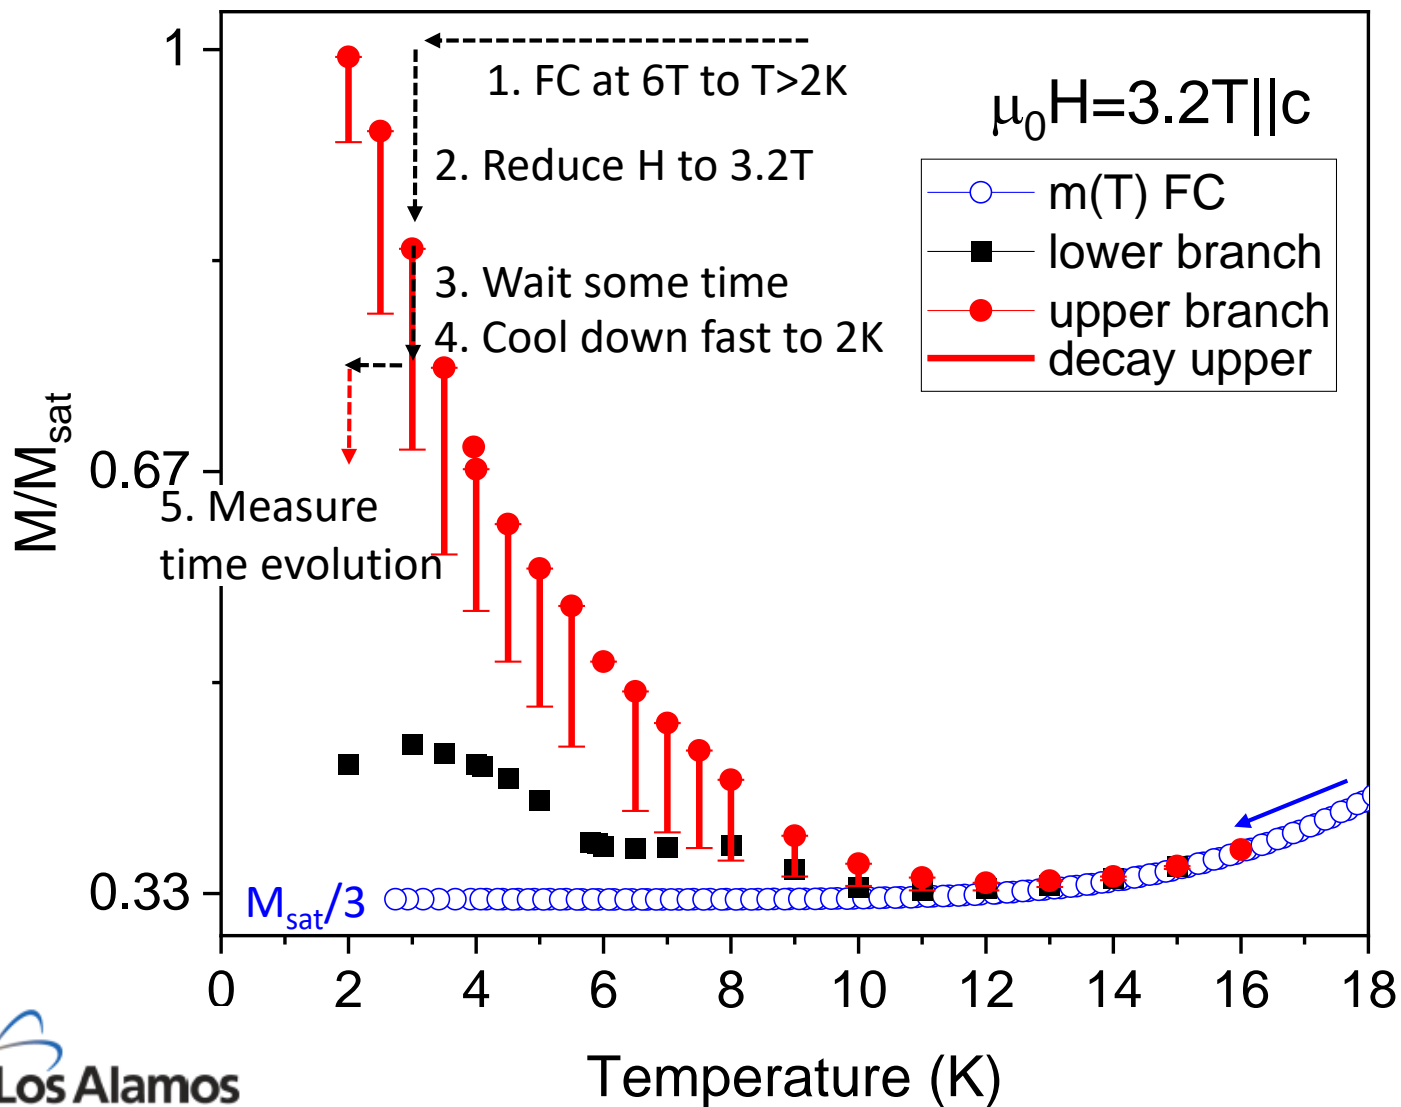 1
1. FC at 6T to T>2K
μ₀H=3.2T||c
2. Reduce H to 3.2T
m(T) FC
lower branch
upper branch
decay upper
3. Wait some time
4. Cool down fast to 2K
M/Mₛₐₜ
0.67
5. Measure
time evolution
0.33
Mₛₐₜ/3
0 2 4 6 8 10 12 14 16 18
Temperature (K)
Los Alamos